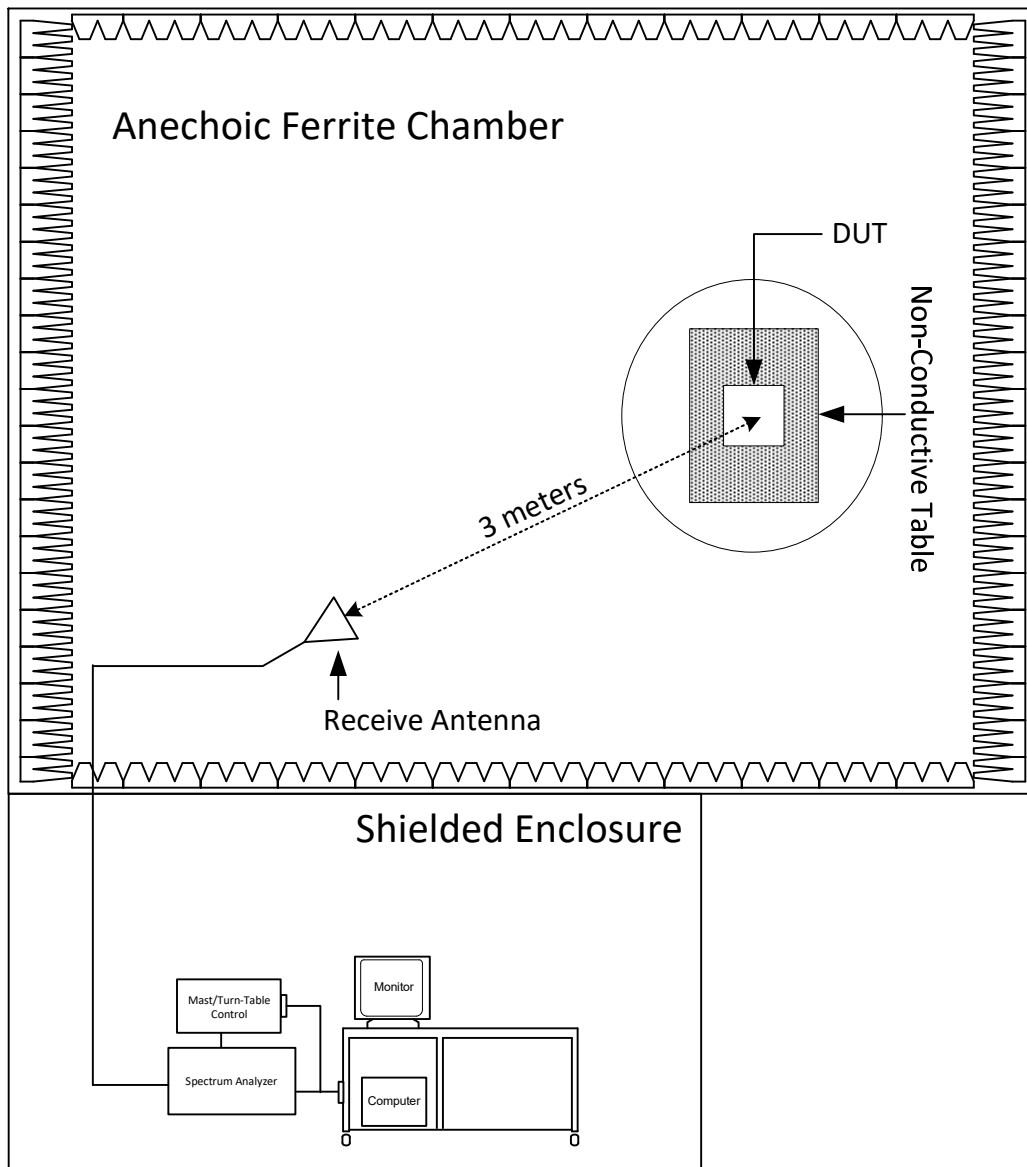 Anechoic Ferrite Chamber
DUT
Non-Conductive Table
3 meters
Receive Antenna
Shielded Enclosure
Monitor
Mast/Turn-Table
Control
Spectrum Analyzer
Computer